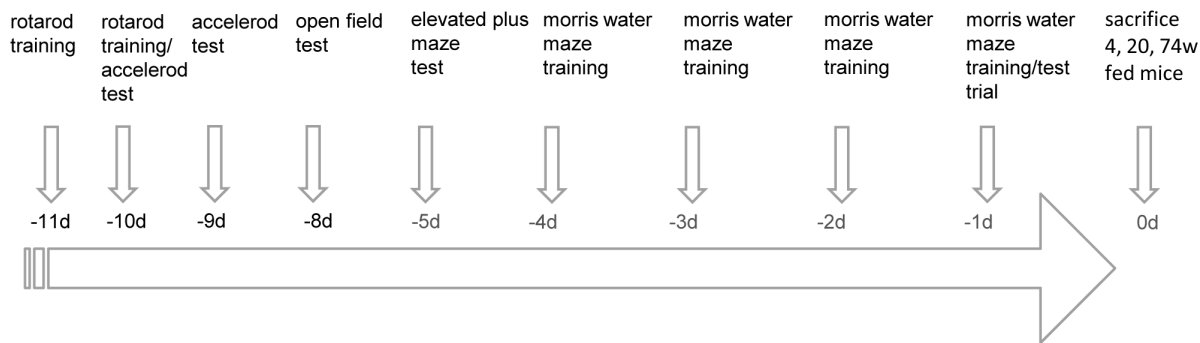 rotarod
training
rotarod
training/
accelerod
test
accelerod
test
open field
test
elevated plus
maze
test
morris water
maze
training
morris water
maze
training
morris water
maze
training
morris water
maze
training/test
trial
sacrifice
4, 20, 74w
fed mice
-11d
-10d
-9d
-8d
-5d
-4d
-3d
-2d
-1d
0d